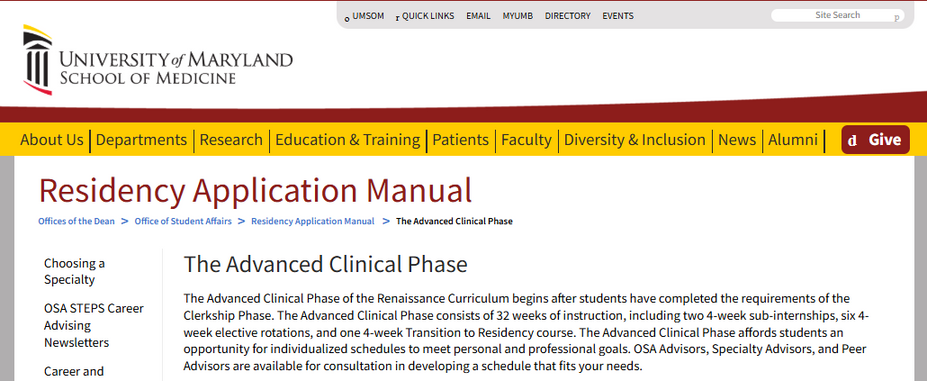 o UMSOM r QUICK LINKS EMAIL MYUMB DIRECTORY EVENTS Site Search p
UNIVERSITY of MARYLAND
SCHOOL OF MEDICINE
About Us Departments Research Education & Training Patients Faculty Diversity & Inclusion News Alumni d Give
Residency Application Manual
Offices of the Dean > Office of Student Affairs > Residency Application Manual > The Advanced Clinical Phase
Choosing a
Specialty
OSA STEPS Career
Advising
Newsletters
Career and
The Advanced Clinical Phase
The Advanced Clinical Phase of the Renaissance Curriculum begins after students have completed the requirements of the
Clerkship Phase. The Advanced Clinical Phase consists of 32 weeks of instruction, including two 4-week sub-internships, six 4-
week elective rotations, and one 4-week Transition to Residency course. The Advanced Clinical Phase affords students an
opportunity for individualized schedules to meet personal and professional goals. OSA Advisors, Specialty Advisors, and Peer
Advisors are available for consultation in developing a schedule that fits your needs.